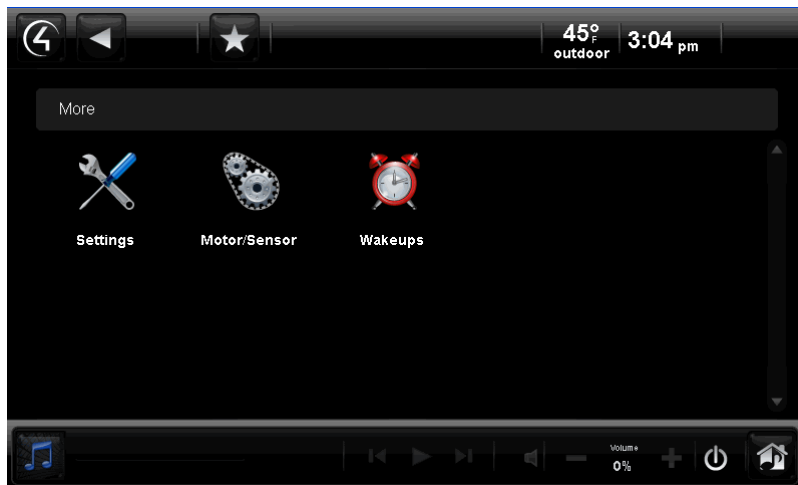 45°F
outdoor
3:04 pm
More
Settings
Motor/Sensor
Wakeups
Volume
0%